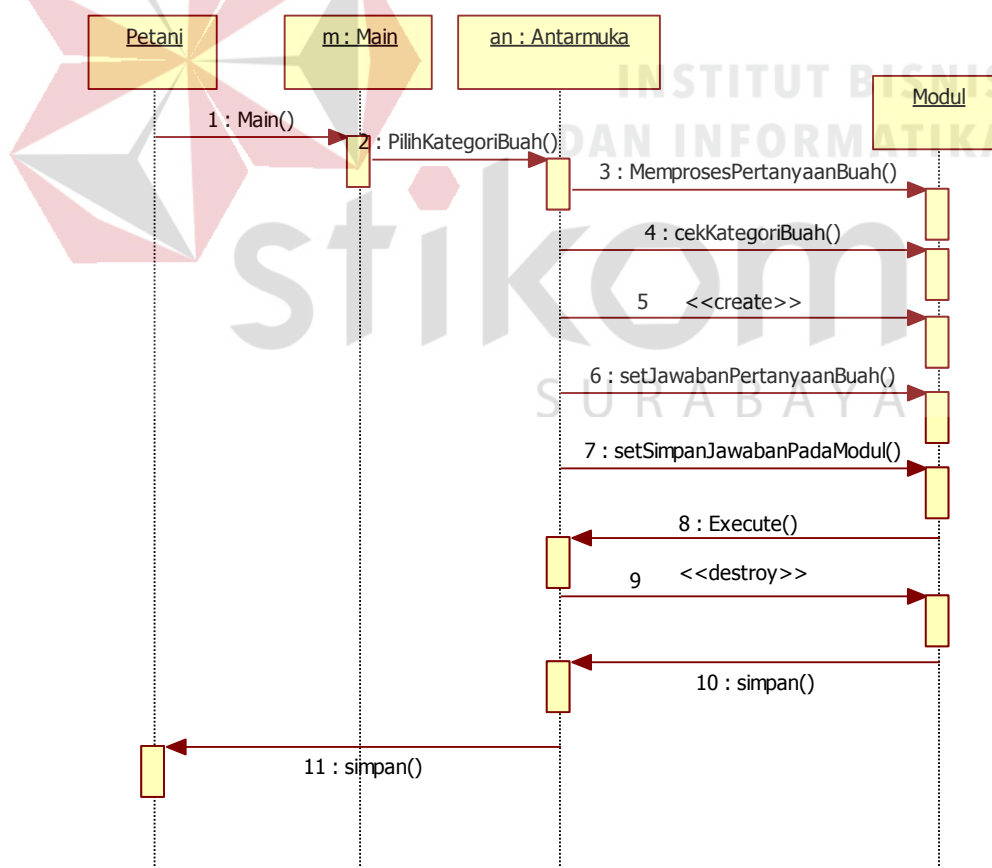 Petani
m : Main
an : Antarmuka
INSTITUT BISNIS
DAN INFORMATIKA
Modul
1 : Main()
2 : PilihKategoriBuah()
3 : MemprosesPertanyaanBuah()
4 : cekKategoriBuah()
stikom
5 <<create>>
6 : setJawabanPertanyaanBuah()
SURABAYA
7 : setSimpanJawabanPadaModul()
8 : Execute()
9 <<destroy>>
10 : simpan()
11 : simpan()